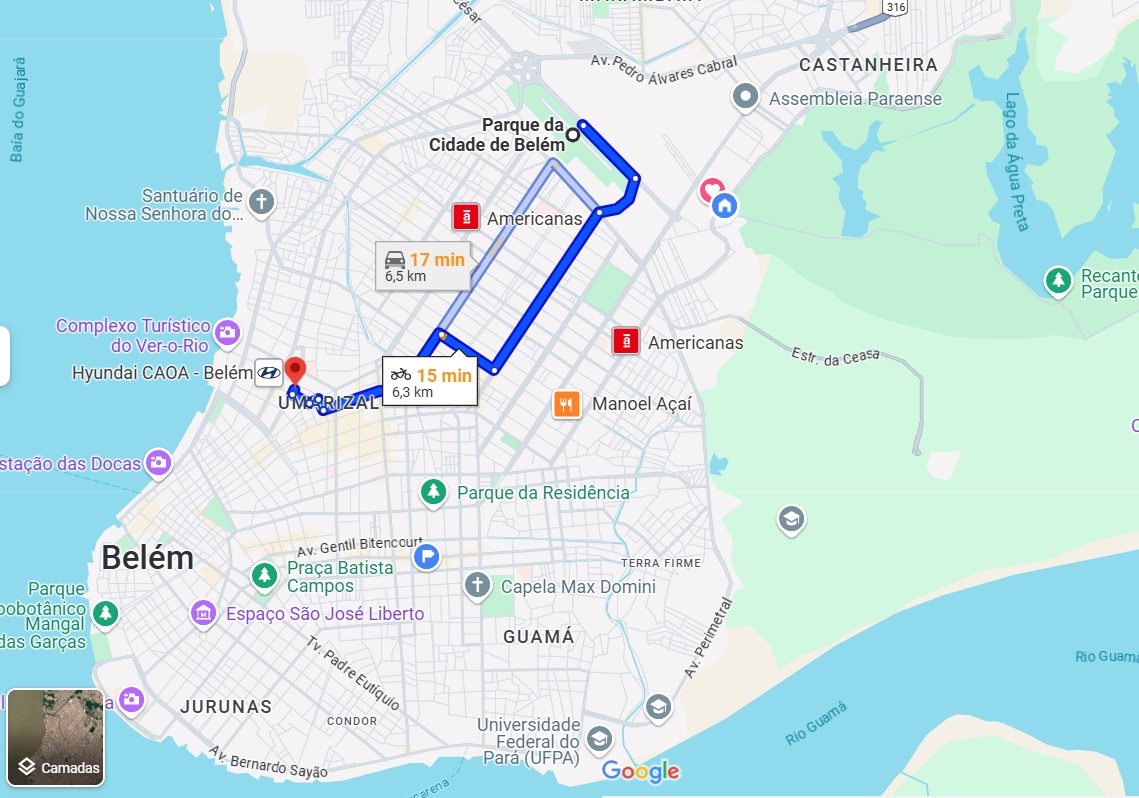 316
Av. Pedro Álvares Cabral
CASTANHEIRA
Assembleia Paraense
Baía do Guajará
Lago da Água Preta
Parque da
Cidade de Belém
Santuário de
Nossa Senhora do...
Americanas
17 min
6,5 km
Recant
Parque
Complexo Turístico
do Ver-o-Rio
Americanas
Estr. da Ceasa
Hyundai CAOA - Belém
15 min
6,3 km
UMARIZAL
Manoel Açaí
stação das Docas
Parque da Residência
Belém
Av. Gentil Bitencourt
TERRA FIRME
Praça Batista
Campos
Capela Max Domini
Parque
oobotânico
Mangal
das Garças
Espaço São José Liberto
GUAMÁ
Av. Perimetral
Rio Guamá
Tv. Padre Eutíquio
JURUNAS
CONDOR
Universidade
Federal do
Pará (UFPA)
Rio Guamá
Av. Bernardo Sayão
Camadas
Google